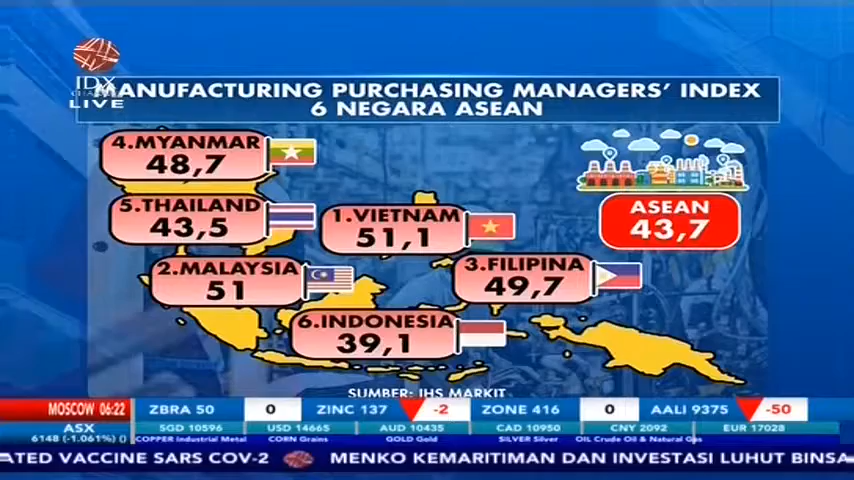 IDX
CHANNEL
LIVE
MANUFACTURING PURCHASING MANAGERS' INDEX
6 NEGARA ASEAN
4.MYANMAR
48,7
5.THAILAND
43,5
1.VIETNAM
51,1
ASEAN
43,7
2.MALAYSIA
51
3.FILIPINA
49,7
6.INDONESIA
39,1
SUMBER: IHS MARKIT
MOSCOW 06:22 ZBRA 50 0 ZINC 137 -2 ZONE 416 0 AALI 9375 -50
ASX SGD 10596 USD 14665 AUD 10435 CAD 10950 CNY 2092 EUR 17028
6148 (-1.061%) () COPPER Industrial Metal CORN Grains GOLD Gold SILVER Silver OIL Crude Oil & Natural Gas
ATED VACCINE SARS COV-2 MENKO KEMARITIMAN DAN INVESTASI LUHUT BINSA